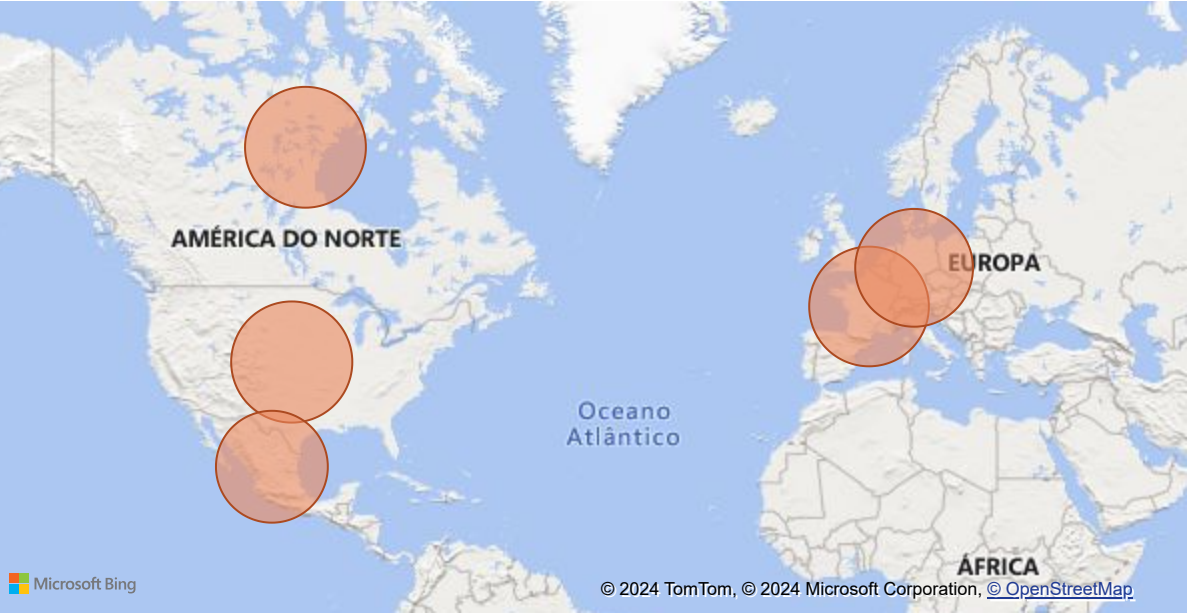 AMÉRICA DO NORTE
EUROPA
Oceano
Atlântico
ÁFRICA
Microsoft Bing
© 2024 TomTom, © 2024 Microsoft Corporation, © OpenStreetMap